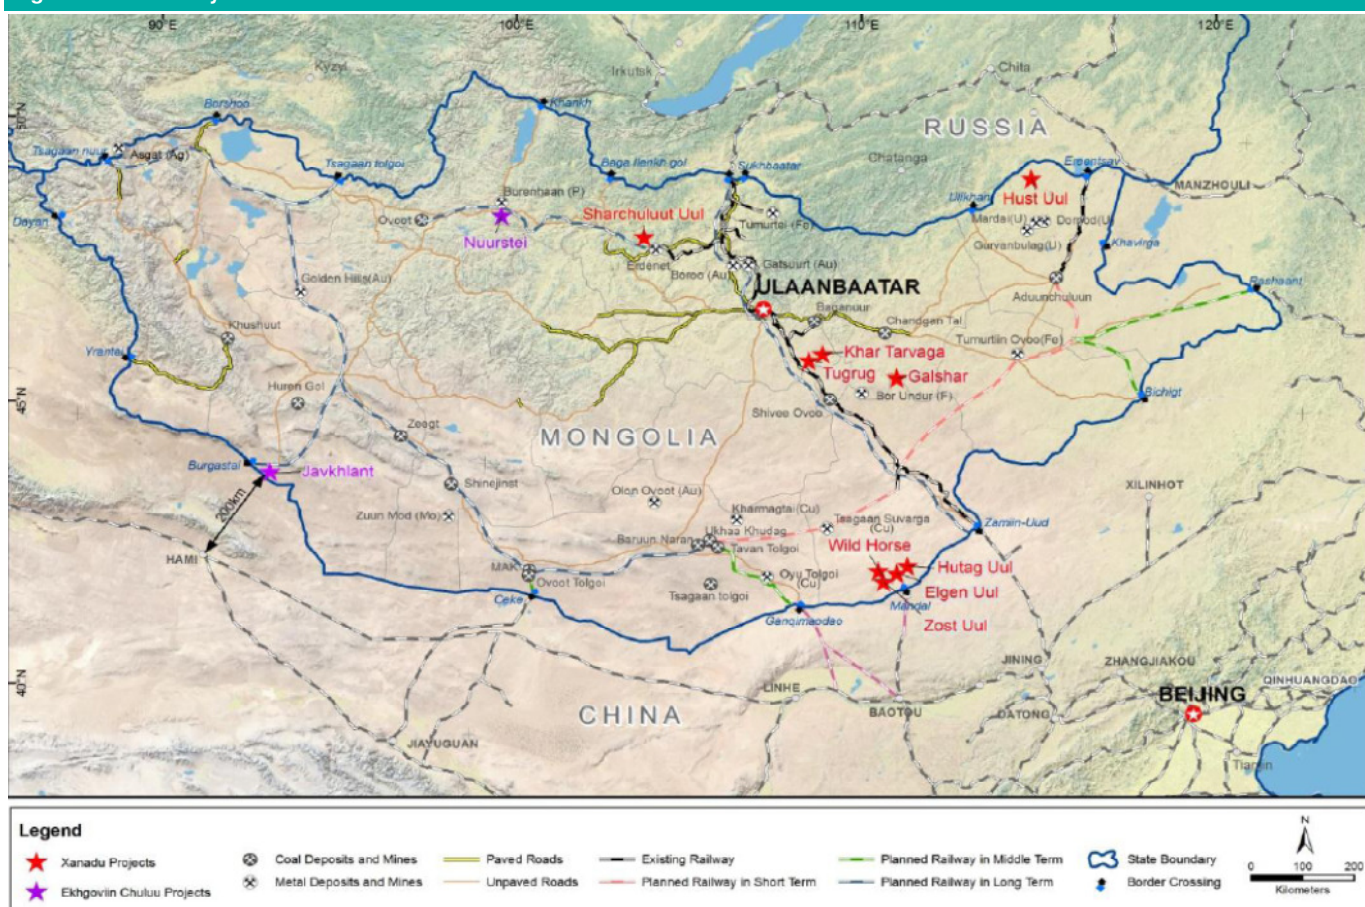 90°E
100°E
110°E
120°E
50°N
45°N
40°N
Kyzyl
Irkutsk
Chita
RUSSIA
Borshoo
Khankh
Tsagaan nuur
Asgat (Ag)
Tsagaan tolgoi
Sukhbaatar
Chatanga
Ereentsav
MANZHOULI
Burenhaan (P)
Ulikhan
Hust Uul
Dayan
Ovoot
Nuurstei
Sharchuluut Uul
Tumurtei (Fe)
Mardai(U)
Dornod(U)
Gurvanbulag(U)
Khavirga
Erdenet
Boroo (Au)
Gatsuurt (Au)
Golden Hills(Au)
ULAANBAATAR
Aduunchuluun
Rashaant
Khushuut
Baganuur
Chandgan Tal
Tumurtiin Ovoo(Fe)
Yrantai
Khar Tarvaga
Tugrug
Galshar
Huren Gol
Bor Undur (F)
Bichigt
Shivee Ovoo
Zeegt
MONGOLIA
Burgastai
Javkhlant
Shinejinst
200km
Olon Ovoot (Au)
XILINHOT
Zuun Mod (Mo)
Kharmagtai (Cu)
Tsagaan Suvarga
(Cu)
Zamiin-Uud
Ukhaa Khudag
Baruun Naran
Tavan Tolgoi
Wild Horse
HAMI
MAK
Ovoot Tolgoi
Oyu Tolgoi
(Cu)
Hutag Uul
Tsagaan tolgoi
Elgen Uul
Ceke
Mandal
Ganqimaodao
Zost Uul
JINING
ZHANGJIAKOU
QINHUANGDAO
LINHE
BEIJING
BAOTOU
DATONG
CHINA
JIAYUGUAN
Tianjin
Legend
Xanadu Projects
Ekhgoviin Chuluu Projects
Coal Deposits and Mines
Metal Deposits and Mines
Paved Roads
Unpaved Roads
Existing Railway
Planned Railway in Short Term
Planned Railway in Middle Term
Planned Railway in Long Term
State Boundary
Border Crossing
N
0 100 200
Kilometers